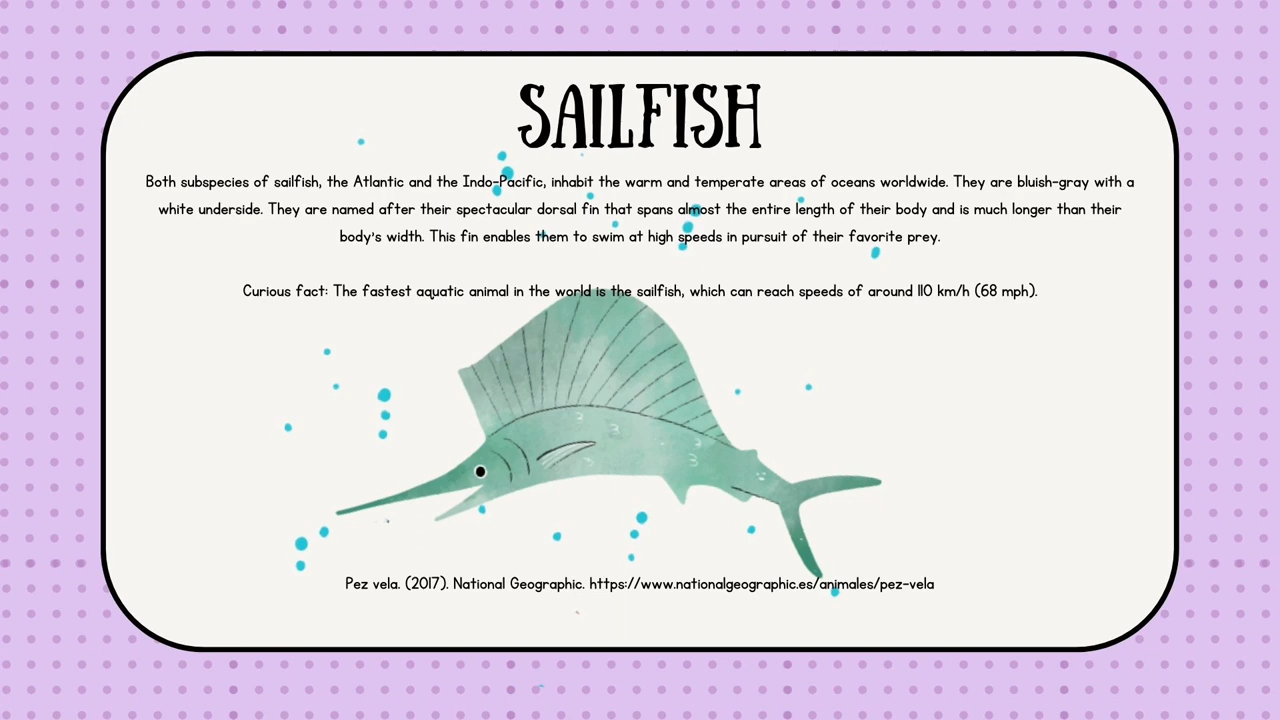 SAILFISH
Both subspecies of sailfish, the Atlantic and the Indo-Pacific, inhabit the warm and temperate areas of oceans worldwide. They are bluish-gray with a
white underside. They are named after their spectacular dorsal fin that spans almost the entire length of their body and is much longer than their
body's width. This fin enables them to swim at high speeds in pursuit of their favorite prey.
Curious fact: The fastest aquatic animal in the world is the sailfish, which can reach speeds of around 110 km/h (68 mph).
Pez vela. (2017). National Geographic. https://www.nationalgeographic.es/animales/pez-vela